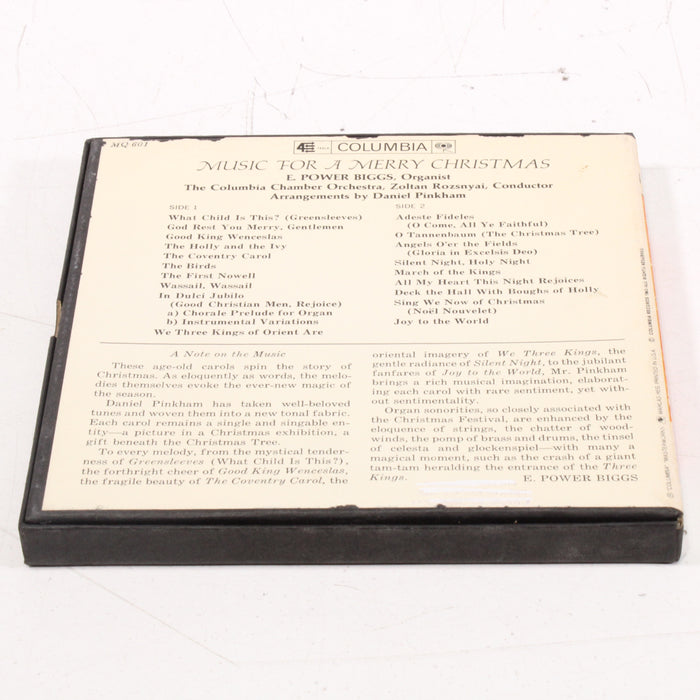 MQ 601
4 TRACK COLUMBIA
MUSIC FOR A MERRY CHRISTMAS
E. POWER BIGGS, Organist
The Columbia Chamber Orchestra, Zoltan Rozsnyai, Conductor
Arrangements by Daniel Pinkham
SIDE 1
What Child Is This? (Greensleeves)
God Rest You Merry, Gentlemen
Good King Wenceslas
The Holly and the Ivy
The Coventry Carol
The Birds
The First Nowell
Wassail, Wassail
In Dulci Jubilo
(Good Christian Men, Rejoice)
a) Chorale Prelude for Organ
b) Instrumental Variations
We Three Kings of Orient Are
SIDE 2
Adeste Fideles
(O Come, All Ye Faithful)
O Tannenbaum (The Christmas Tree)
Angels O'er the Fields
(Gloria in Excelsis Deo)
Silent Night, Holy Night
March of the Kings
All My Heart This Night Rejoices
Deck the Hall With Boughs of Holly
Sing We Now of Christmas
(Noël Nouvelet)
Joy to the World
A Note on the Music
These age-old carols spin the story of
Christmas. As eloquently as words, the melo-
dies themselves evoke the ever-new magic of
the season.
Daniel Pinkham has taken well-beloved
tunes and woven them into a new tonal fabric.
Each carol remains a single and singable en-
tity—a picture in a Christmas exhibition, a
gift beneath the Christmas Tree.
To every melody, from the mystical tender-
ness of Greensleeves (What Child Is This?),
the forthright cheer of Good King Wenceslas,
the fragile beauty of The Coventry Carol, the
oriental imagery of We Three Kings, the
gentle radiance of Silent Night, to the jubilant
fanfares of Joy to the World, Mr. Pinkham
brings a rich musical imagination, elaborat-
ing each carol with rare sentiment, yet with-
out sentimentality.
Organ sonorities, so closely associated with
the Christmas Festival, are enhanced by the
eloquence of strings, the chatter of wood-
winds, the pomp of brass and drums, the tinsel
of celesta and glockenspiel—with many a
magical moment, such as the crash of a giant
tam-tam heralding the entrance of the Three
Kings.
E. POWER BIGGS